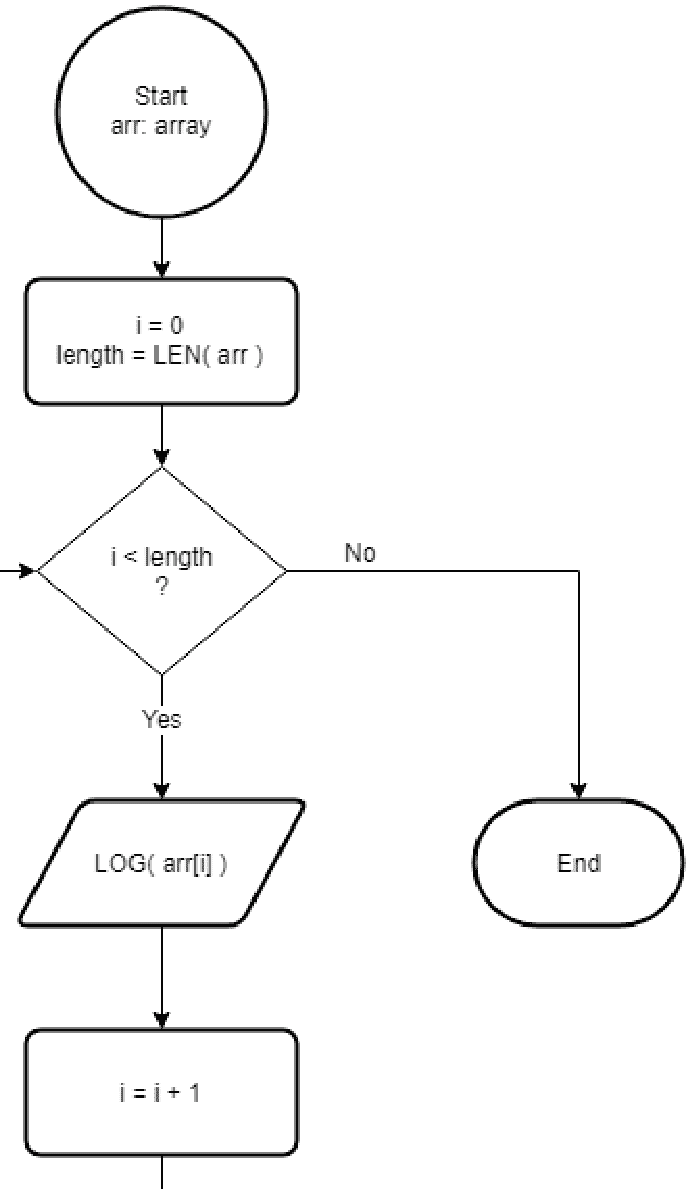 Start
arr: array
i = 0
length = LEN( arr )
i < length
?
No
Yes
LOG( arr[i] )
End
i = i + 1